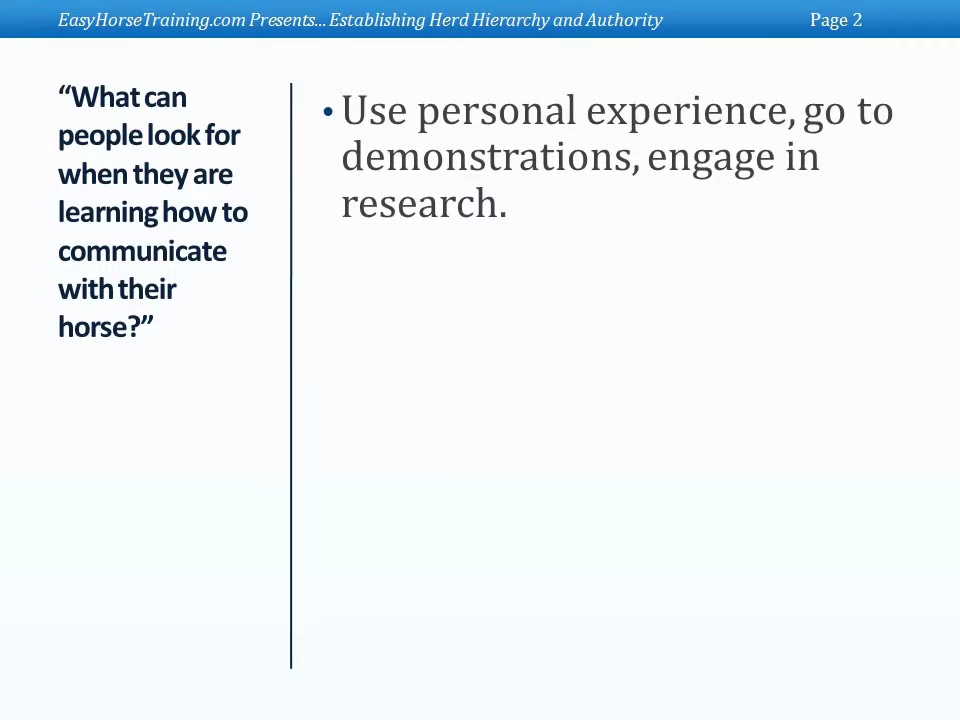 EasyHorseTraining.com Presents... Establishing Herd Hierarchy and Authority
Page 2
“What can
people look for
when they are
learning how to
communicate
with their
horse?”
• Use personal experience, go to
demonstrations, engage in
research.